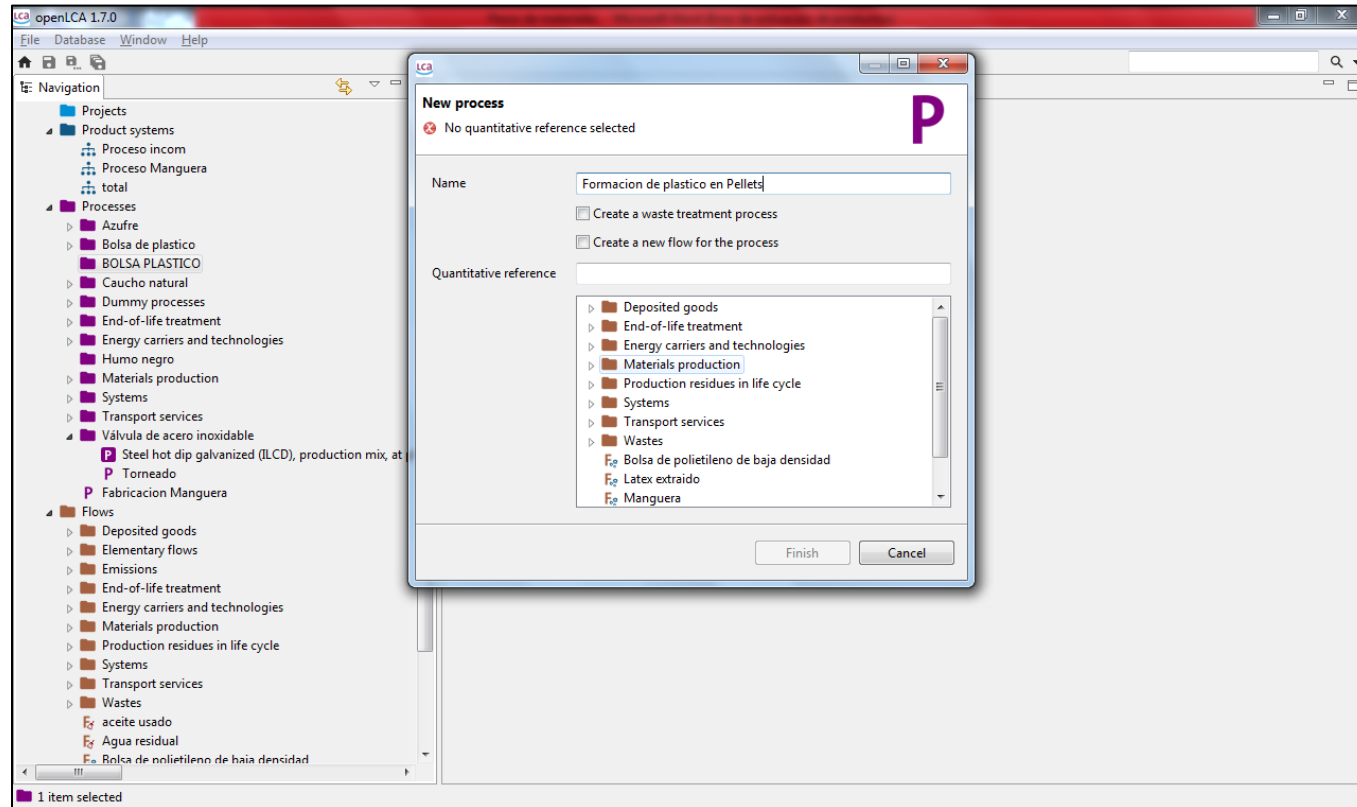 openLCA 1.7.0
File Database Window Help
Navigation
Projects
Product systems
Proceso incom
Proceso Manguera
total
Processes
Azufre
Bolsa de plastico
BOLSA PLASTICO
Caucho natural
Dummy processes
End-of-life treatment
Energy carriers and technologies
Humo negro
Materials production
Systems
Transport services
Válvula de acero inoxidable
P Steel hot dip galvanized (ILCD), production mix, at
P Torneado
P Fabricacion Manguera
Flows
Deposited goods
Elementary flows
Emissions
End-of-life treatment
Energy carriers and technologies
Materials production
Production residues in life cycle
Systems
Transport services
Wastes
aceite usado
Agua residual
Bolsa de polietileno de baja densidad
1 item selected
LCA
New process
P
No quantitative reference selected
Name
Formacion de plastico en Pellets
Create a waste treatment process
Create a new flow for the process
Quantitative reference
Deposited goods
End-of-life treatment
Energy carriers and technologies
Materials production
Production residues in life cycle
Systems
Transport services
Wastes
Bolsa de polietileno de baja densidad
Latex extraido
Manguera
Finish Cancel